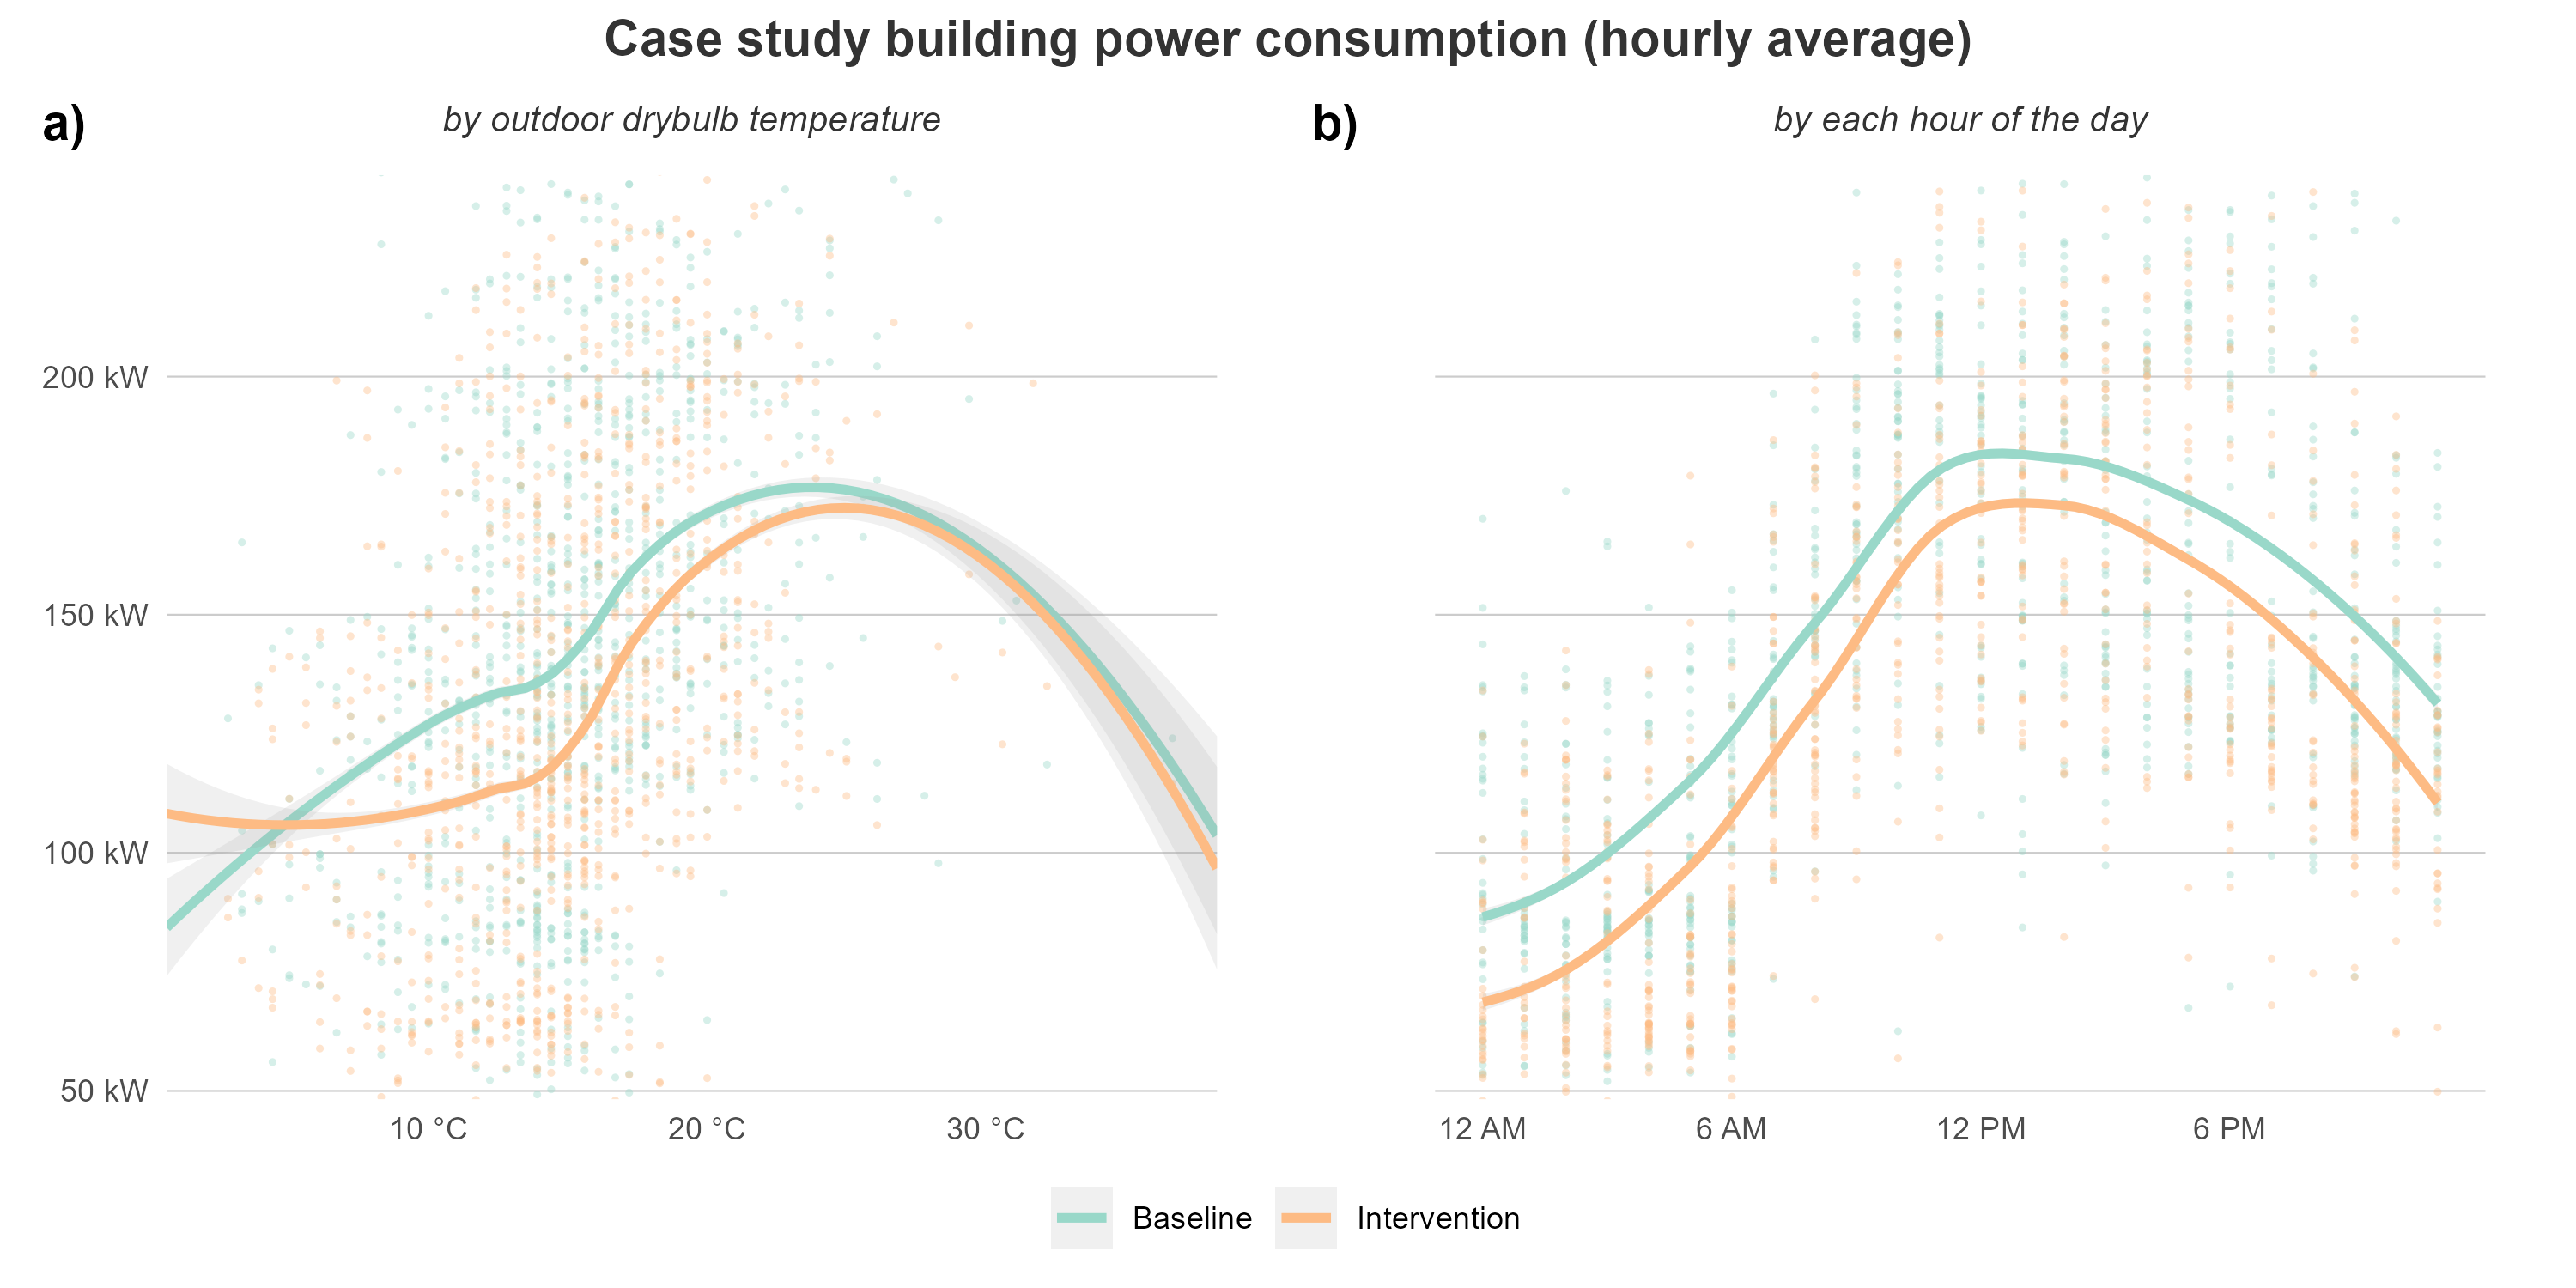 Case study building power consumption (hourly average)
a)
by outdoor drybulb temperature
200 kW
150 kW
100 kW
50 kW
10 °C
20 °C
30 °C
b)
by each hour of the day
12 AM
6 AM
12 PM
6 PM
Baseline
Intervention